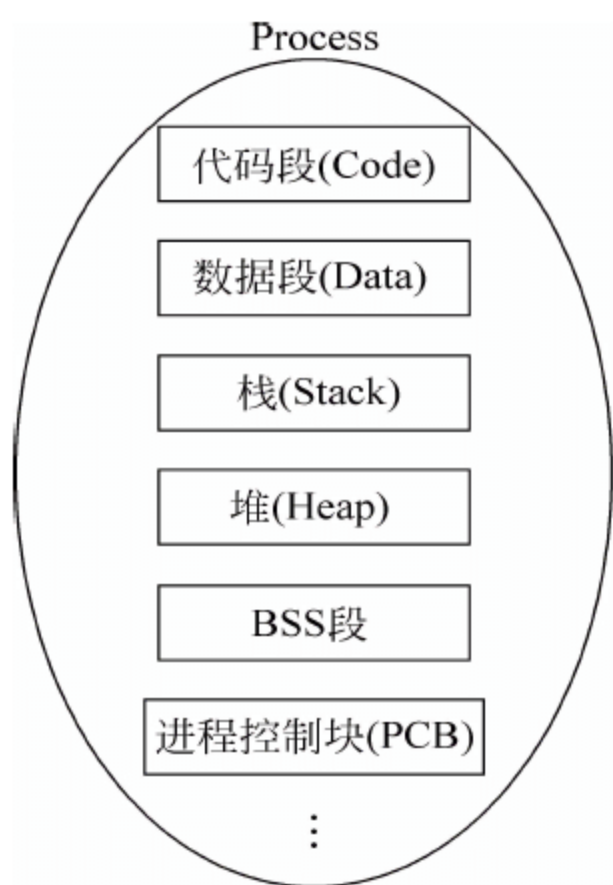 Process
代码段(Code)
数据段(Data)
栈(Stack)
堆(Heap)
BSS段
进程控制块(PCB)
⋮